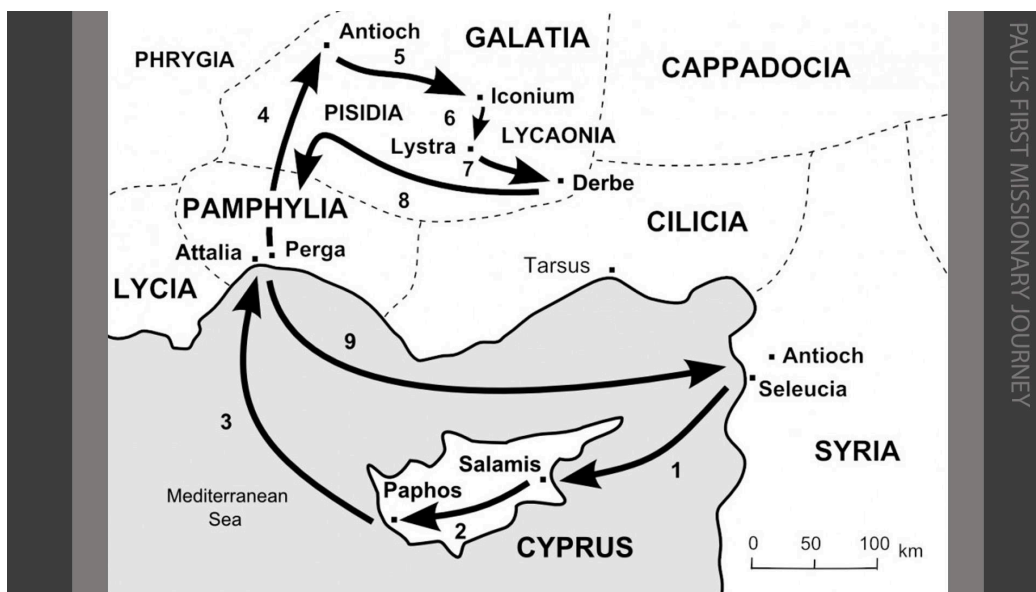 Antioch
5
GALATIA
PHRYGIA
CAPPADOCIA
4
PISIDIA
6
Iconium
LYCAONIA
Lystra
7
Derbe
8
PAMPHYLIA
CILICIA
Attalia
Perga
Tarsus
LYCIA
9
Antioch
Seleucia
3
1
SYRIA
Salamis
Paphos
2
Mediterranean
Sea
CYPRUS
0 50 100 km
PAUL'S FIRST MISSIONARY JOURNEY